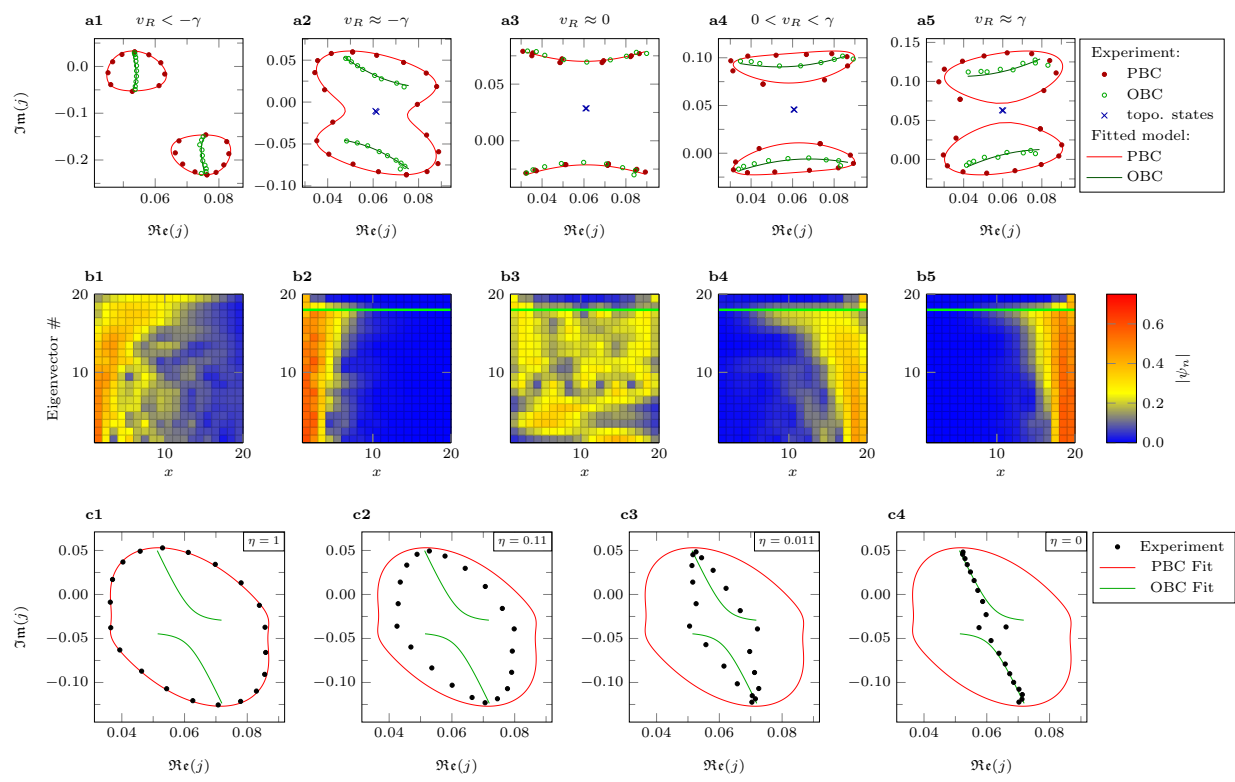 a1 v_R < −γ
a2 v_R ≈ −γ
a3 v_R ≈ 0
a4 0 < v_R < γ
a5 v_R ≈ γ
ℑm(j)
0.0
−0.1
−0.2
0.06 0.08
ℜe(j)
0.05
0.00
−0.05
−0.10
0.04 0.06 0.08
ℜe(j)
0.05
0.00
0.04 0.06 0.08
ℜe(j)
0.10
0.05
0.00
0.04 0.06 0.08
ℜe(j)
0.15
0.10
0.05
0.00
0.04 0.06 0.08
ℜe(j)
Experiment:
PBC
OBC
topo. states
Fitted model:
PBC
OBC
b1
b2
b3
b4
b5
Eigenvector #
20
10
10 20
x
20
10
10 20
x
20
10
10 20
x
20
10
10 20
x
20
10
10 20
x
0.6
0.4
0.2
0.0
|ψ_n|
c1
c2
c3
c4
η = 1
η = 0.11
η = 0.011
η = 0
ℑm(j)
0.05
0.00
−0.05
−0.10
0.04 0.06 0.08
ℜe(j)
0.05
0.00
−0.05
−0.10
0.04 0.06 0.08
ℜe(j)
0.05
0.00
−0.05
−0.10
0.04 0.06 0.08
ℜe(j)
0.05
0.00
−0.05
−0.10
0.04 0.06 0.08
ℜe(j)
Experiment
PBC Fit
OBC Fit